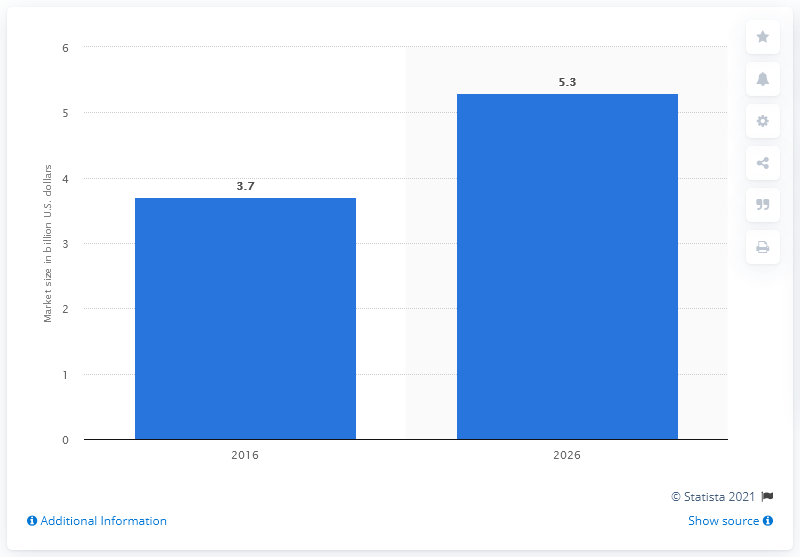 6
5.3
5
4
3.7
3
2
1
0
Market size in billion U.S. dollars
2016
2026
© Statista 2021
Additional Information
Show source